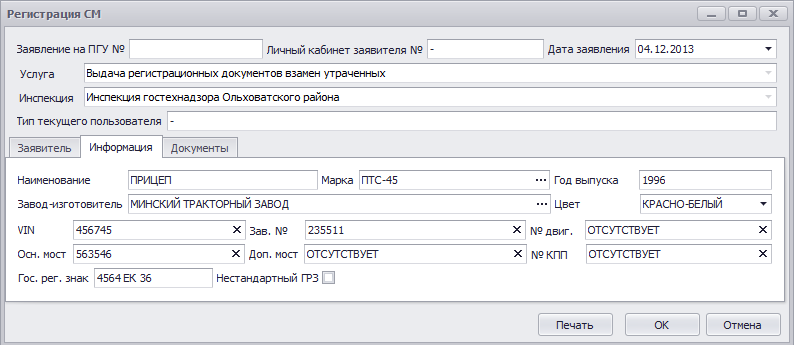 Регистрация СМ
Заявление на ПГУ № Личный кабинет заявителя № - Дата заявления 04.12.2013
Услуга Выдача регистрационных документов взамен утраченных
Инспекция Инспекция гостехнадзора Ольховатского района
Тип текущего пользователя -
Заявитель Информация Документы
Наименование ПРИЦЕП Марка ПТС-45 ... Год выпуска 1996
Завод-изготовитель МИНСКИЙ ТРАКТОРНЫЙ ЗАВОД ... Цвет КРАСНО-БЕЛЫЙ
VIN 456745 Зав. № 235511 № двиг. ОТСУТСТВУЕТ
Осн. мост 563546 Доп. мост ОТСУТСТВУЕТ № КПП ОТСУТСТВУЕТ
Гос. рег. знак 4564 ЕК 36 Нестандартный ГРЗ
Печать ОК Отмена